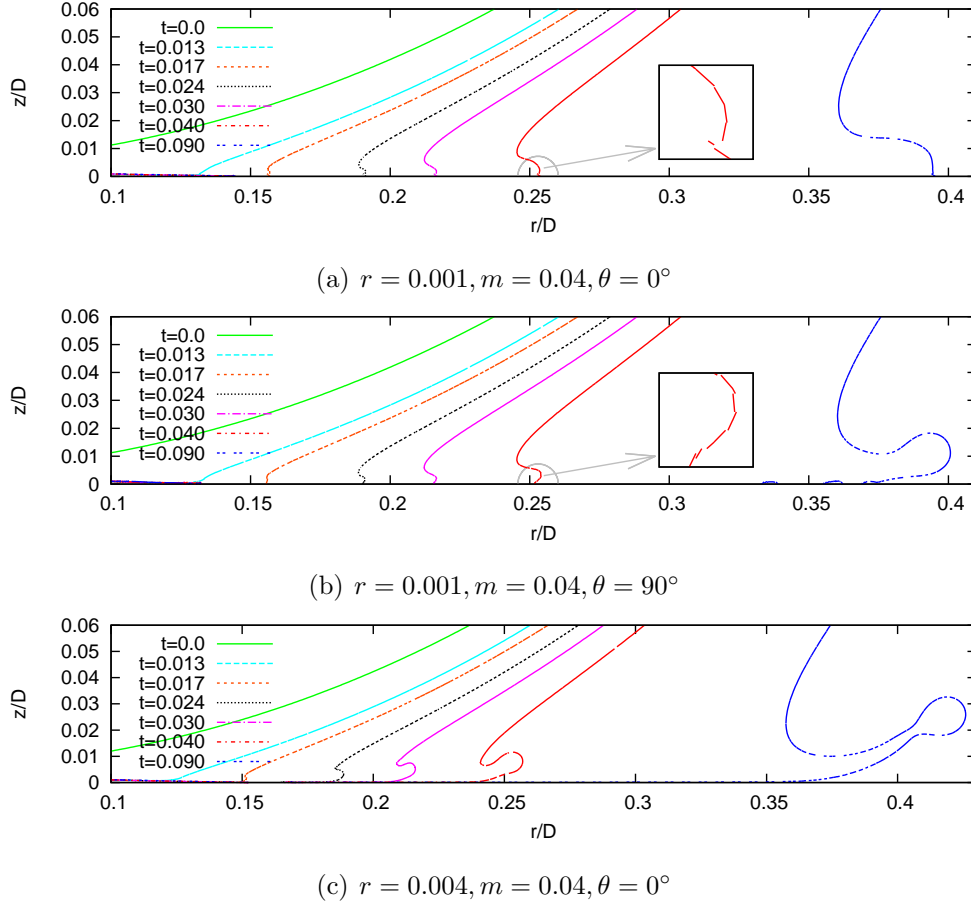 0.06
0.05
0.04
0.03
0.02
0.01
0
z/D
t=0.0
t=0.013
t=0.017
t=0.024
t=0.030
t=0.040
t=0.090
0.1 0.15 0.2 0.25 0.3 0.35 0.4
r/D
(a) r = 0.001, m = 0.04, θ = 0°
0.06
0.05
0.04
0.03
0.02
0.01
0
z/D
t=0.0
t=0.013
t=0.017
t=0.024
t=0.030
t=0.040
t=0.090
0.1 0.15 0.2 0.25 0.3 0.35 0.4
r/D
(b) r = 0.001, m = 0.04, θ = 90°
0.06
0.05
0.04
0.03
0.02
0.01
0
z/D
t=0.0
t=0.013
t=0.017
t=0.024
t=0.030
t=0.040
t=0.090
0.1 0.15 0.2 0.25 0.3 0.35 0.4
r/D
(c) r = 0.004, m = 0.04, θ = 0°